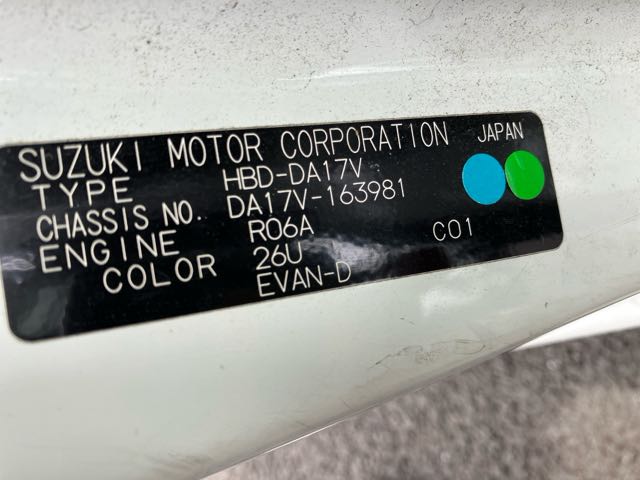 SUZUKI MOTOR CORPORATION JAPAN
TYPE HBD-DA17V
CHASSIS NO. DA17V-163981
ENGINE R06A C01
COLOR 26U
EVAN-D